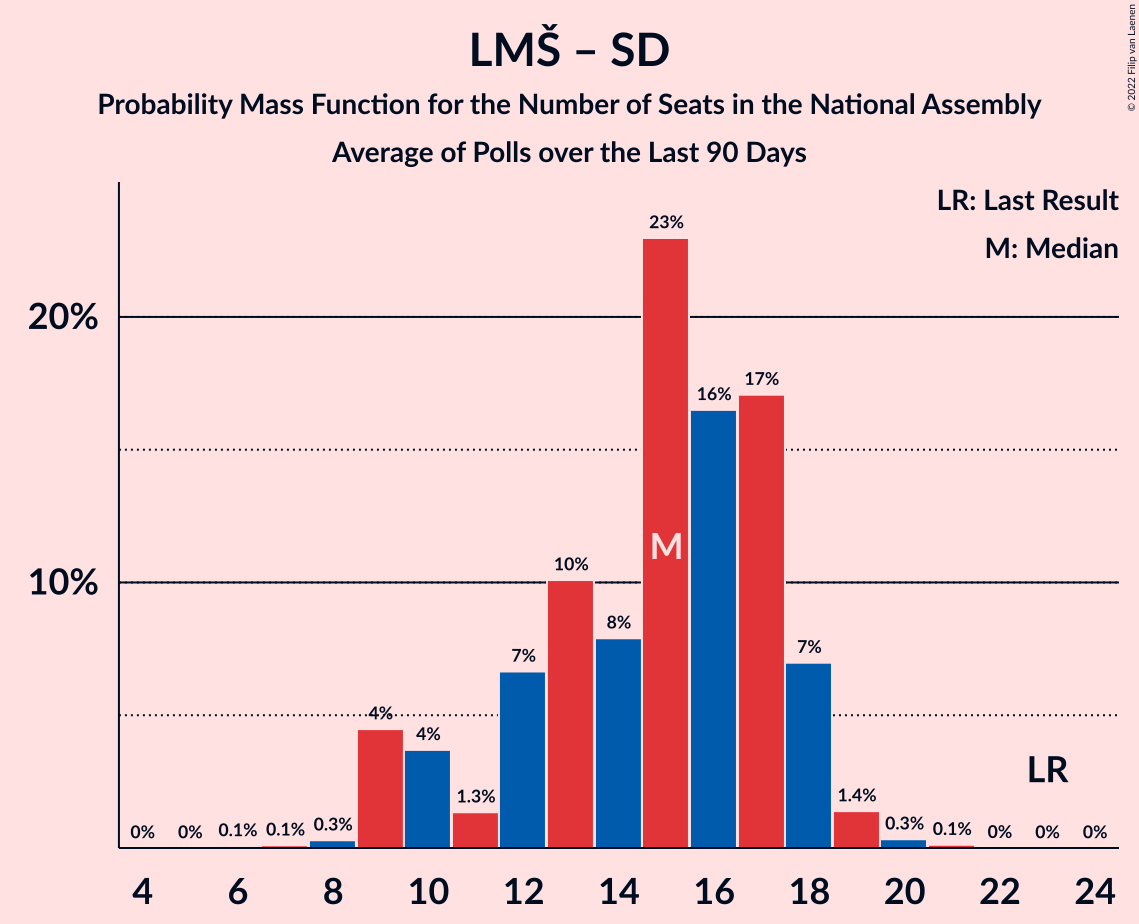 LMŠ – SD
Probability Mass Function for the Number of Seats in the National Assembly
Average of Polls over the Last 90 Days
© 2022 Filip van Laenen
LR: Last Result
M: Median
20%
10%
0% 0% 0.1% 0.1% 0.3% 4% 4% 1.3% 7% 10% 8% 23% 16% 17% 7% 1.4% 0.3% 0.1% 0% 0% 0%
M
LR
4 6 8 10 12 14 16 18 20 22 24